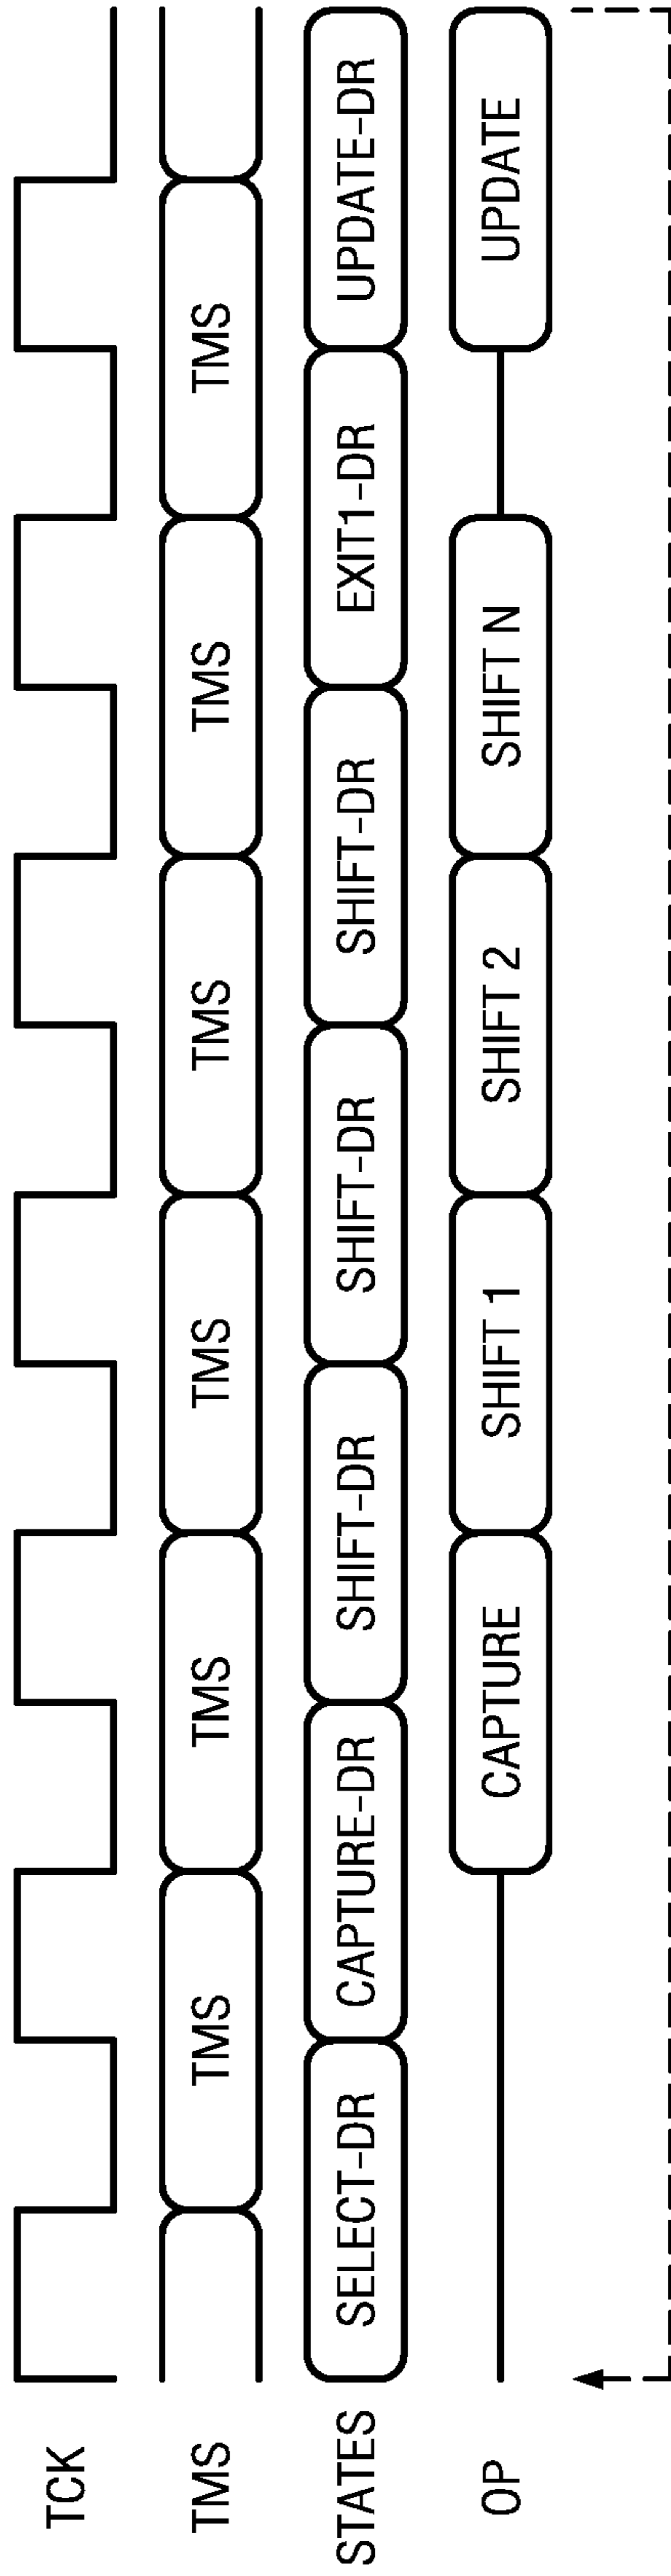 TCK
TMS TMS TMS TMS TMS TMS TMS
STATES SELECT-DR CAPTURE-DR SHIFT-DR SHIFT-DR SHIFT-DR EXIT1-DR UPDATE-DR
OP CAPTURE SHIFT 1 SHIFT 2 SHIFT N UPDATE